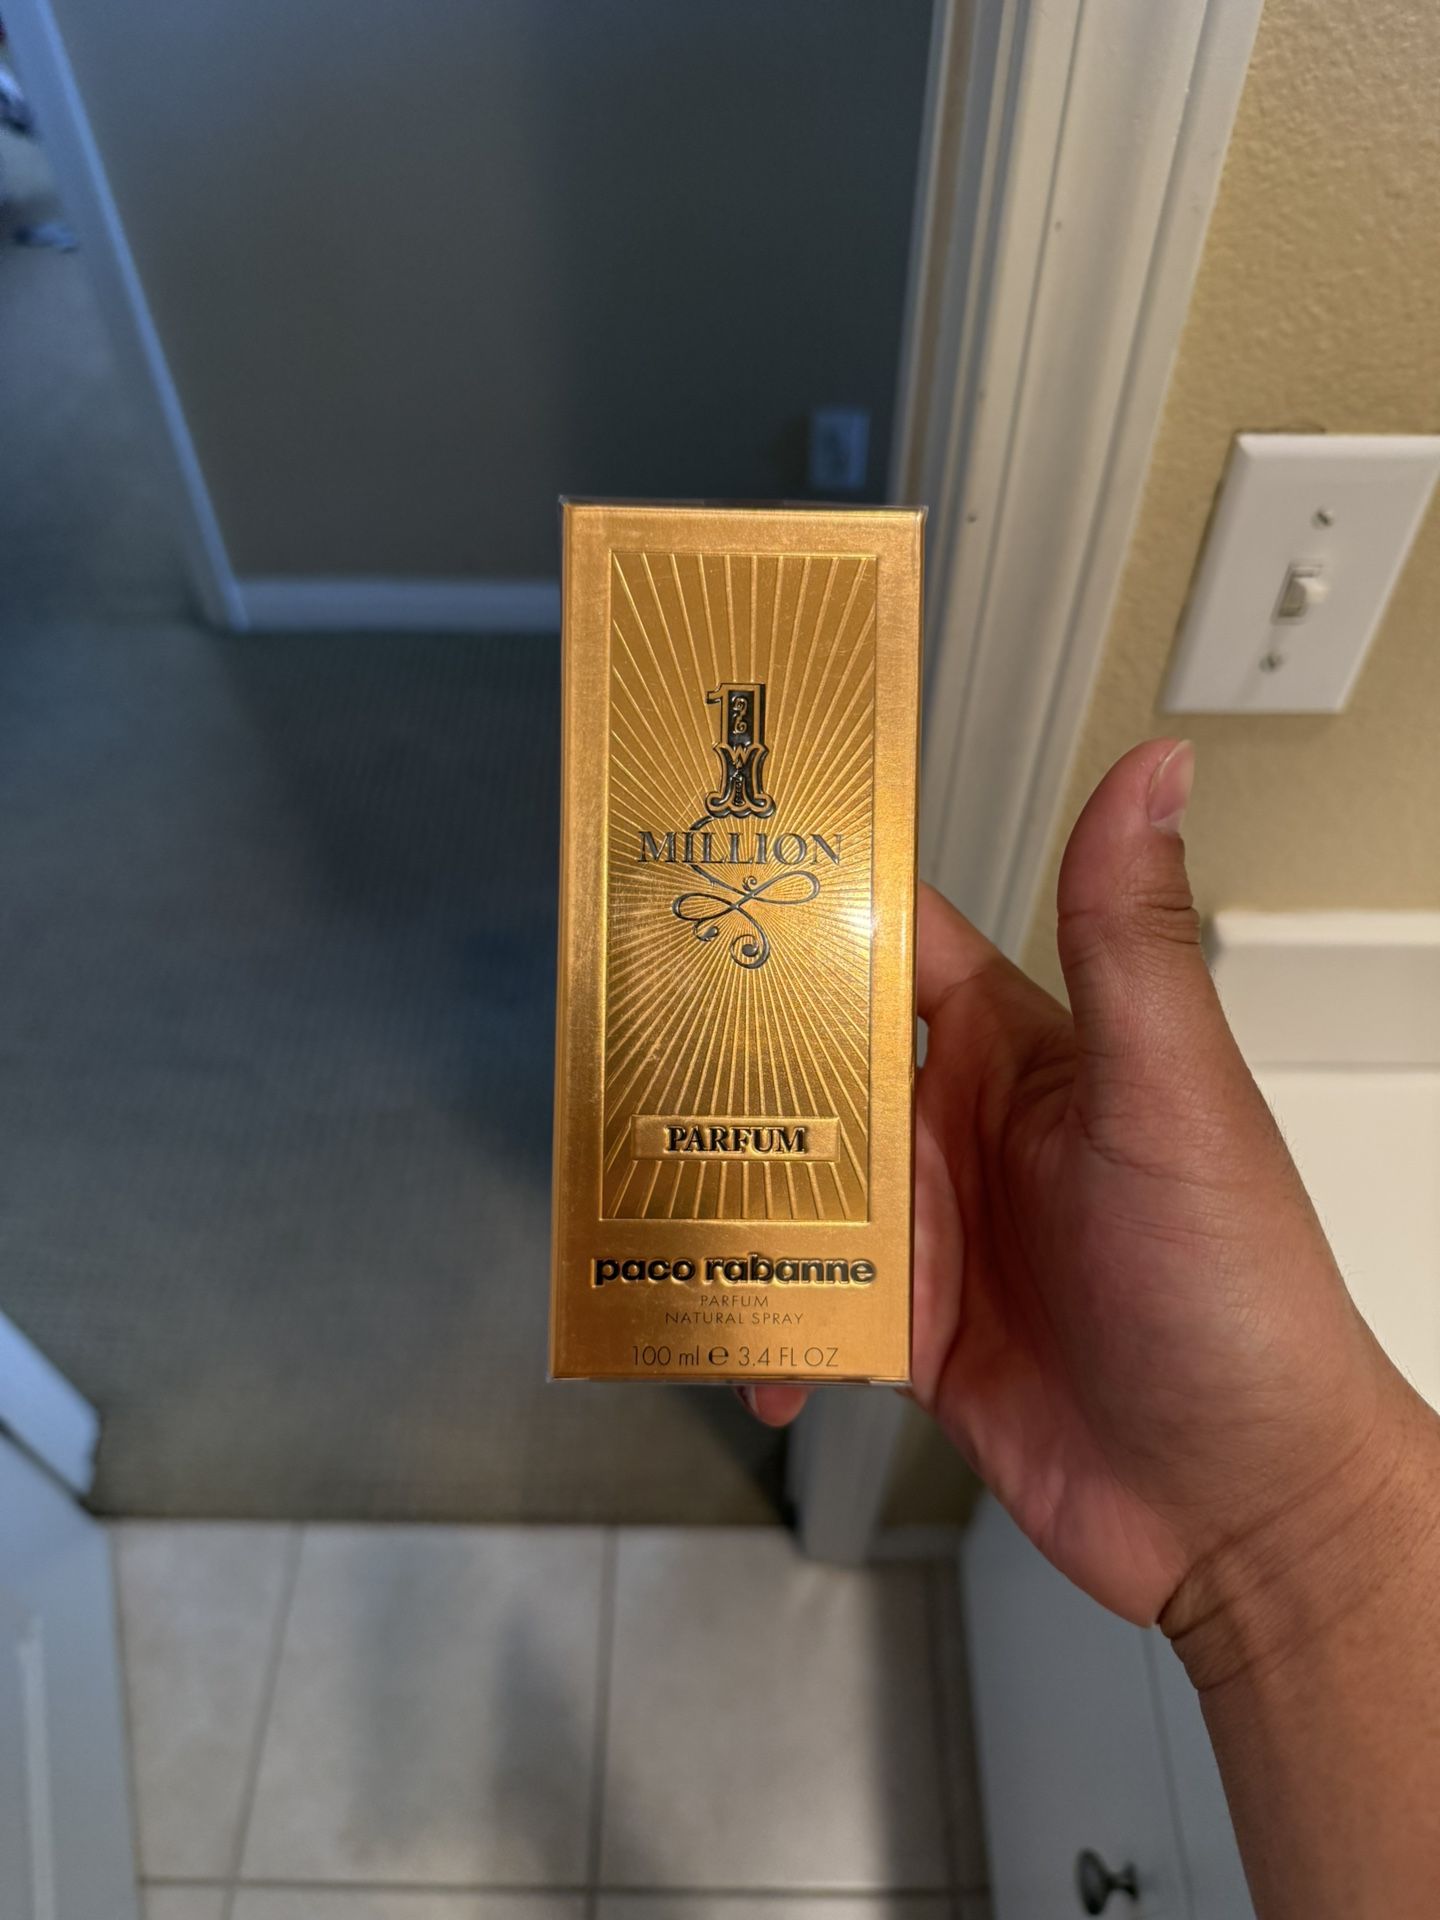 1
MILLION
PARFUM
paco rabanne
PARFUM
NATURAL SPRAY
100 ml ℮ 3.4 FL OZ